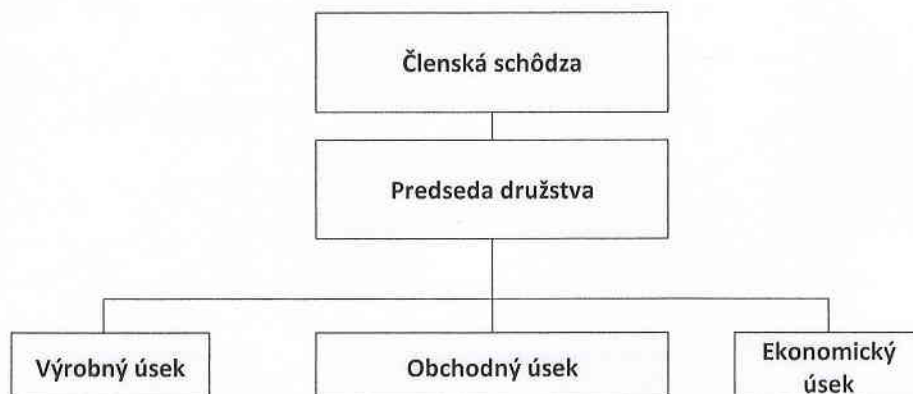 Členská schôdza
Predseda družstva
Výrobný úsek
Obchodný úsek
Ekonomický
úsek